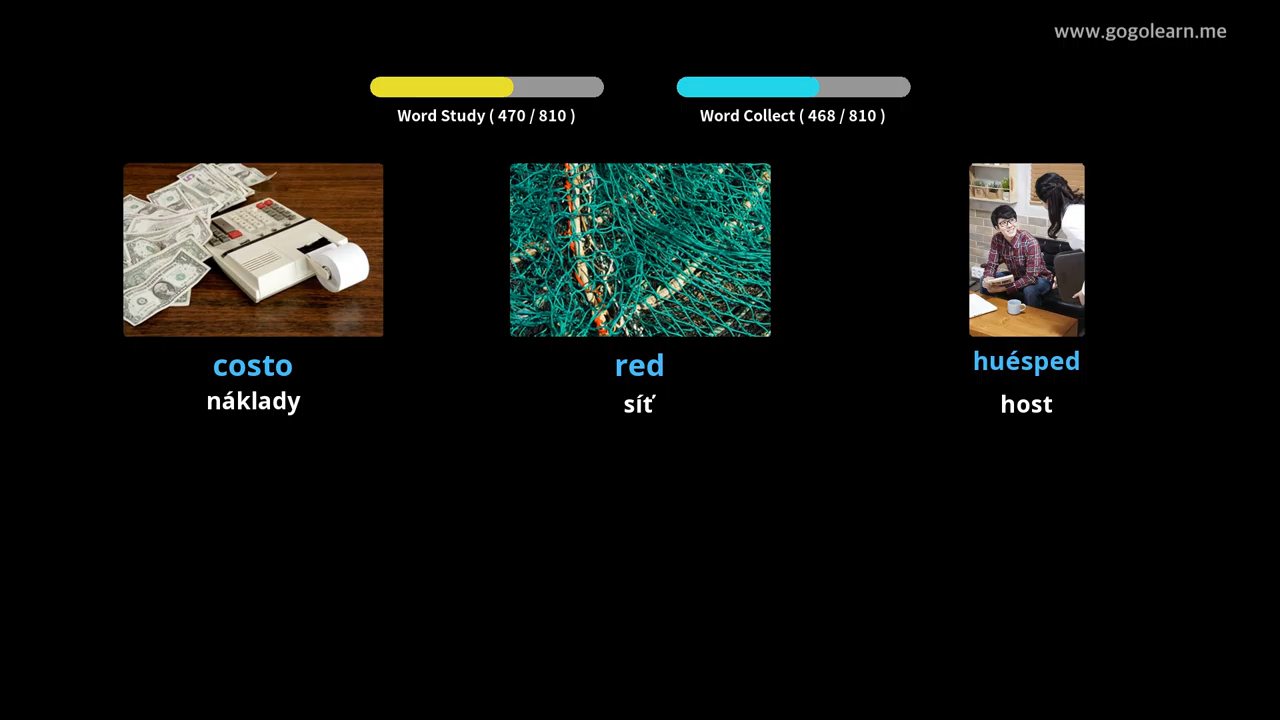 www.gogolearn.me
Word Study ( 470 / 810 )
Word Collect ( 468 / 810 )
costo
náklady
red
síť
huésped
host